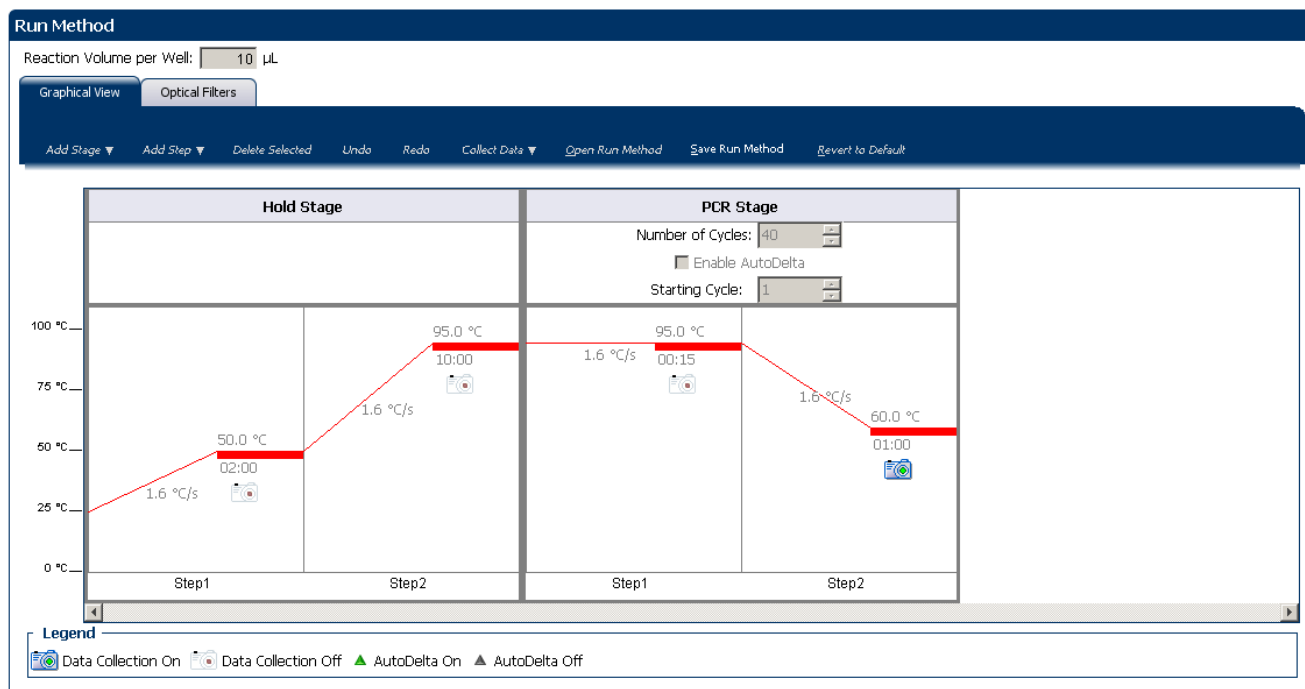 Run Method
Reaction Volume per Well: 10 µL
Graphical View Optical Filters
Add Stage ▼ Add Step ▼ Delete Selected Undo Redo Collect Data ▼ Open Run Method Save Run Method Revert to Default
Hold Stage PCR Stage
Number of Cycles: 40
Enable AutoDelta
Starting Cycle: 1
100 °C
95.0 °C 95.0 °C
1.6 °C/s
10:00 00:15
75 °C
1.6 °C/s
1.6 °C/s
60.0 °C
50.0 °C
50 °C
01:00
02:00
1.6 °C/s
25 °C
0 °C
Step1 Step2 Step1 Step2
Legend
Data Collection On Data Collection Off AutoDelta On AutoDelta Off